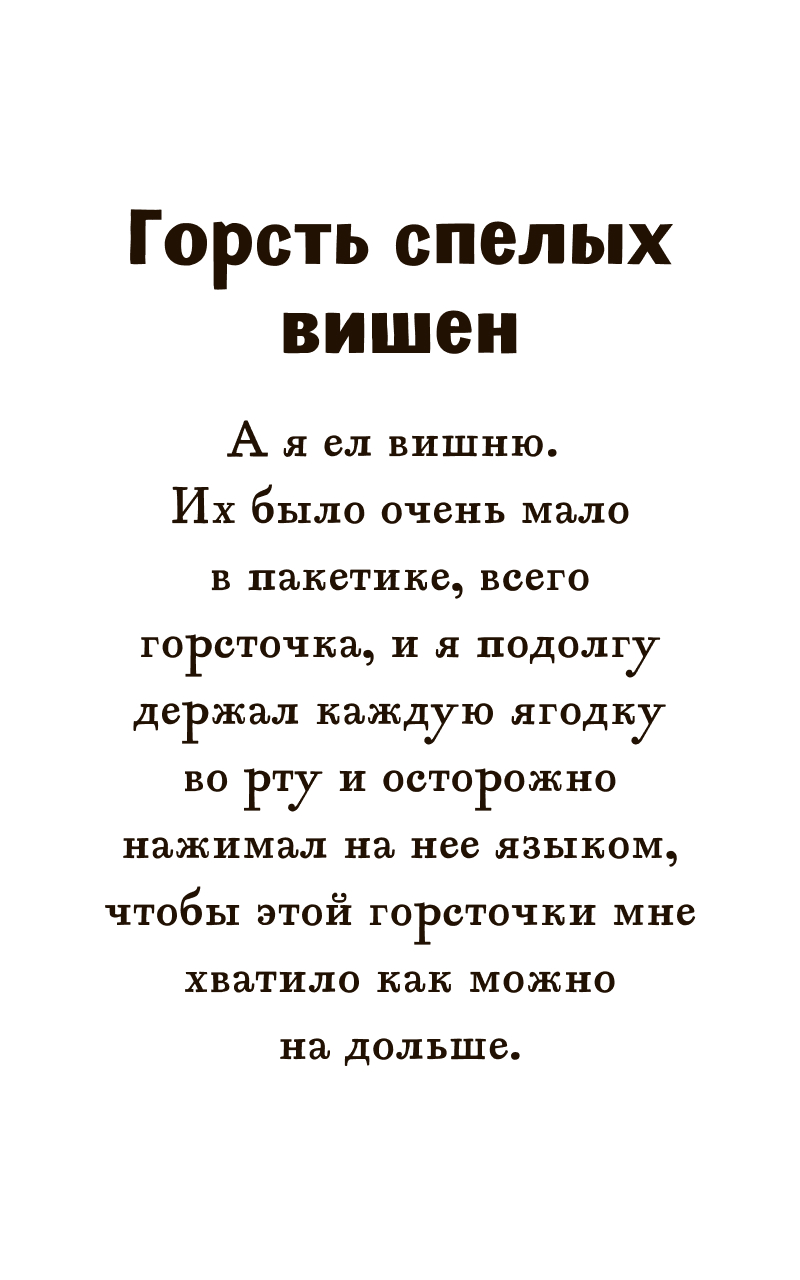 Горсть спелых
вишен
А я ел вишню.
Их было очень мало
в пакетике, всего
горсточка, и я подолгу
держал каждую ягодку
во рту и осторожно
нажимал на нее языком,
чтобы этой горсточки мне
хватило как можно
на дольше.